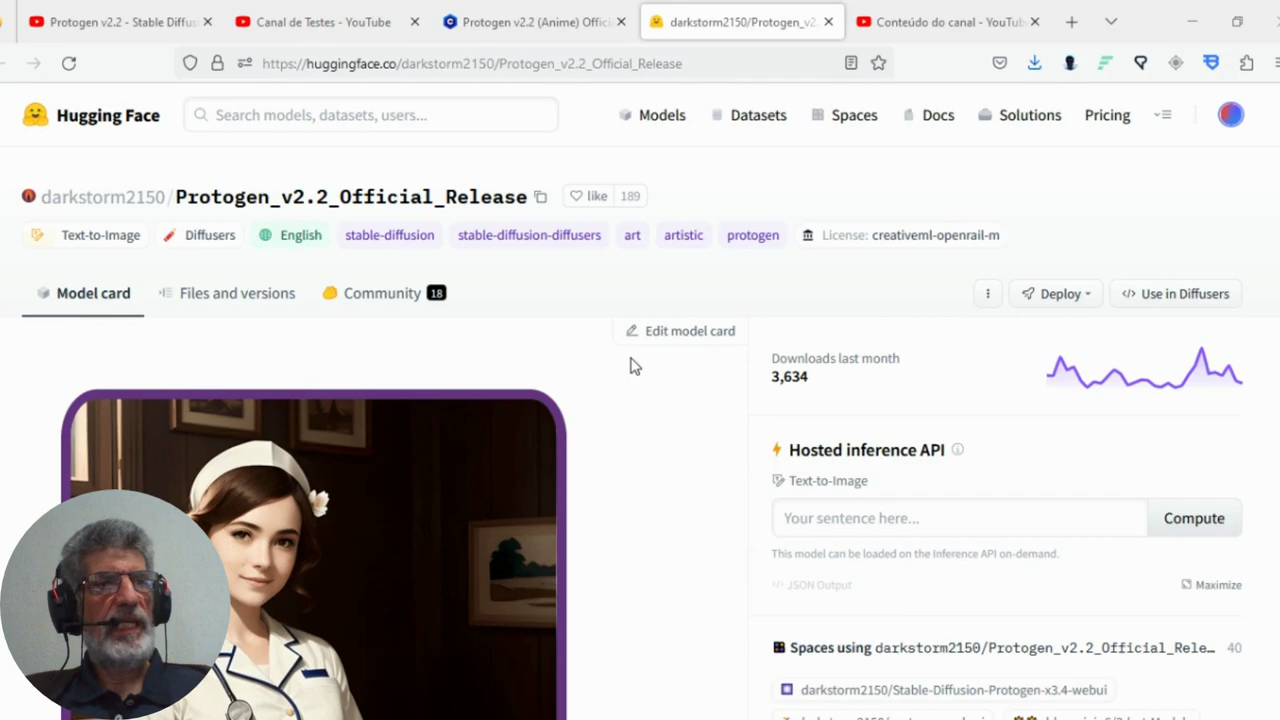 Protogen v2.2 - Stable Diffus
Canal de Testes - YouTube
Protogen v2.2 (Anime) Offici
darkstorm2150/Protogen_v2.
Conteúdo do canal - YouTub
https://huggingface.co/darkstorm2150/Protogen_v2.2_Official_Release
Hugging Face
Search models, datasets, users...
Models
Datasets
Spaces
Docs
Solutions
Pricing
darkstorm2150/Protogen_v2.2_Official_Release
like 189
Text-to-Image
Diffusers
English
stable-diffusion
stable-diffusion-diffusers
art
artistic
protogen
License: creativeml-openrail-m
Model card
Files and versions
Community 18
Deploy
Use in Diffusers
Edit model card
Downloads last month
3,634
Hosted inference API
Text-to-Image
Your sentence here...
Compute
This model can be loaded on the Inference API on-demand.
JSON Output
Maximize
Spaces using darkstorm2150/Protogen_v2.2_Official_Rele… 40
darkstorm2150/Stable-Diffusion-Protogen-x3.4-webui